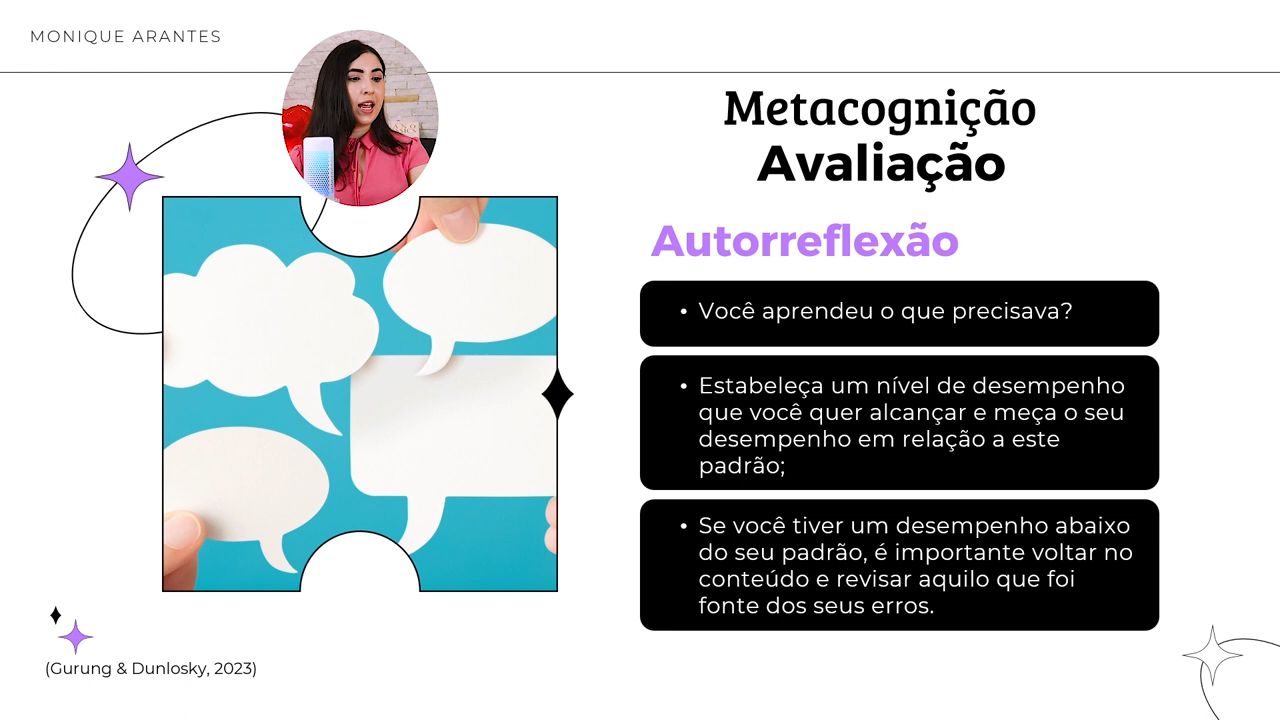 MONIQUE ARANTES
Metacognição
Avaliação
Autorreflexão
• Você aprendeu o que precisava?
• Estabeleça um nível de desempenho
que você quer alcançar e meça o seu
desempenho em relação a este
padrão;
• Se você tiver um desempenho abaixo
do seu padrão, é importante voltar no
conteúdo e revisar aquilo que foi
fonte dos seus erros.
(Gurung & Dunlosky, 2023)